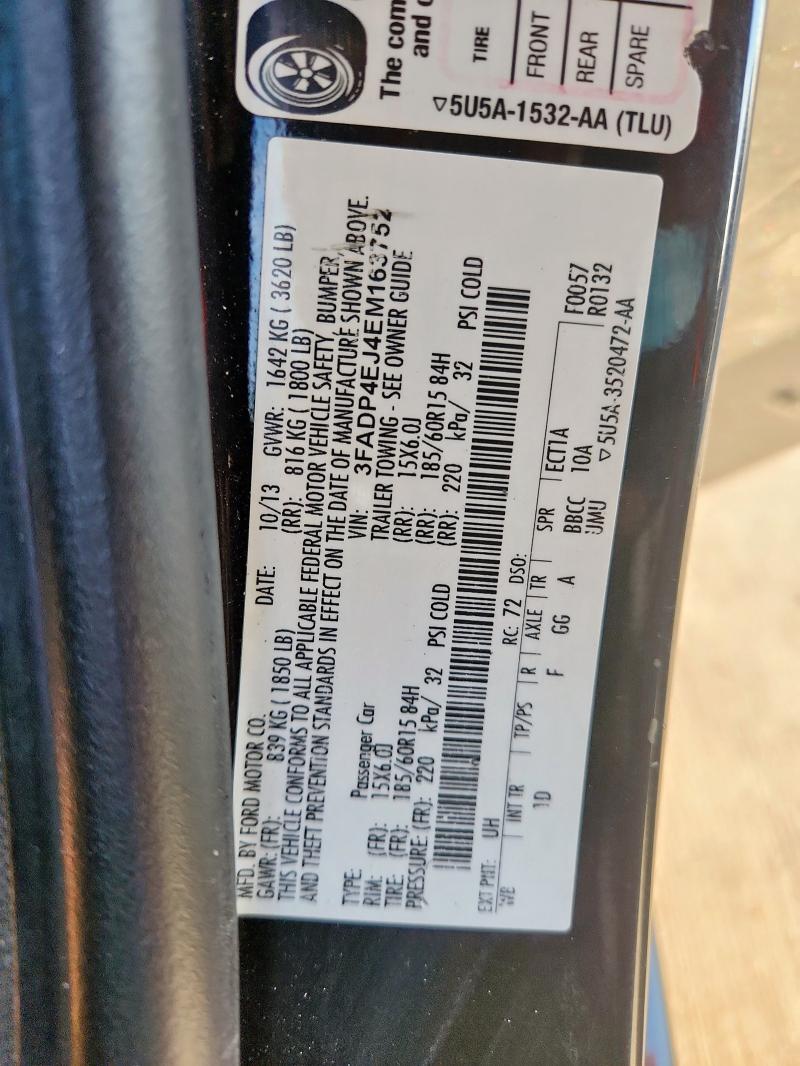 The com
and c
TIRE
FRONT
REAR
SPARE
▽5U5A-1532-AA (TLU)
MFD. BY FORD MOTOR CO. DATE: 10/13 GVWR: 1642 KG ( 3620 LB)
GAWR: (FR): 839 KG ( 1850 LB) (RR): 816 KG ( 1800 LB)
THIS VEHICLE CONFORMS TO ALL APPLICABLE FEDERAL MOTOR VEHICLE SAFETY, BUMPER,
AND THEFT PREVENTION STANDARDS IN EFFECT ON THE DATE OF MANUFACTURE SHOWN ABOVE.
VIN: 3FADP4EJ4EM163752
TYPE: Passenger Car TRAILER TOWING - SEE OWNER GUIDE
RIM: (FR): 15X6.0J (RR): 15X6.0J
TIRE: (FR): 185/60R15 84H (RR): 185/60R15 84H
PRESSURE: (FR): 220 kPa/ 32 PSI COLD (RR): 220 kPa/ 32 PSI COLD
EXT PNT: UH RC: 72 DSO: F0057
WB INT TR TP/PS R AXLE TR SPR ECT1A R0132
1D F GG A BBCC 10A
UMU ▽5U5A-3520472-AA